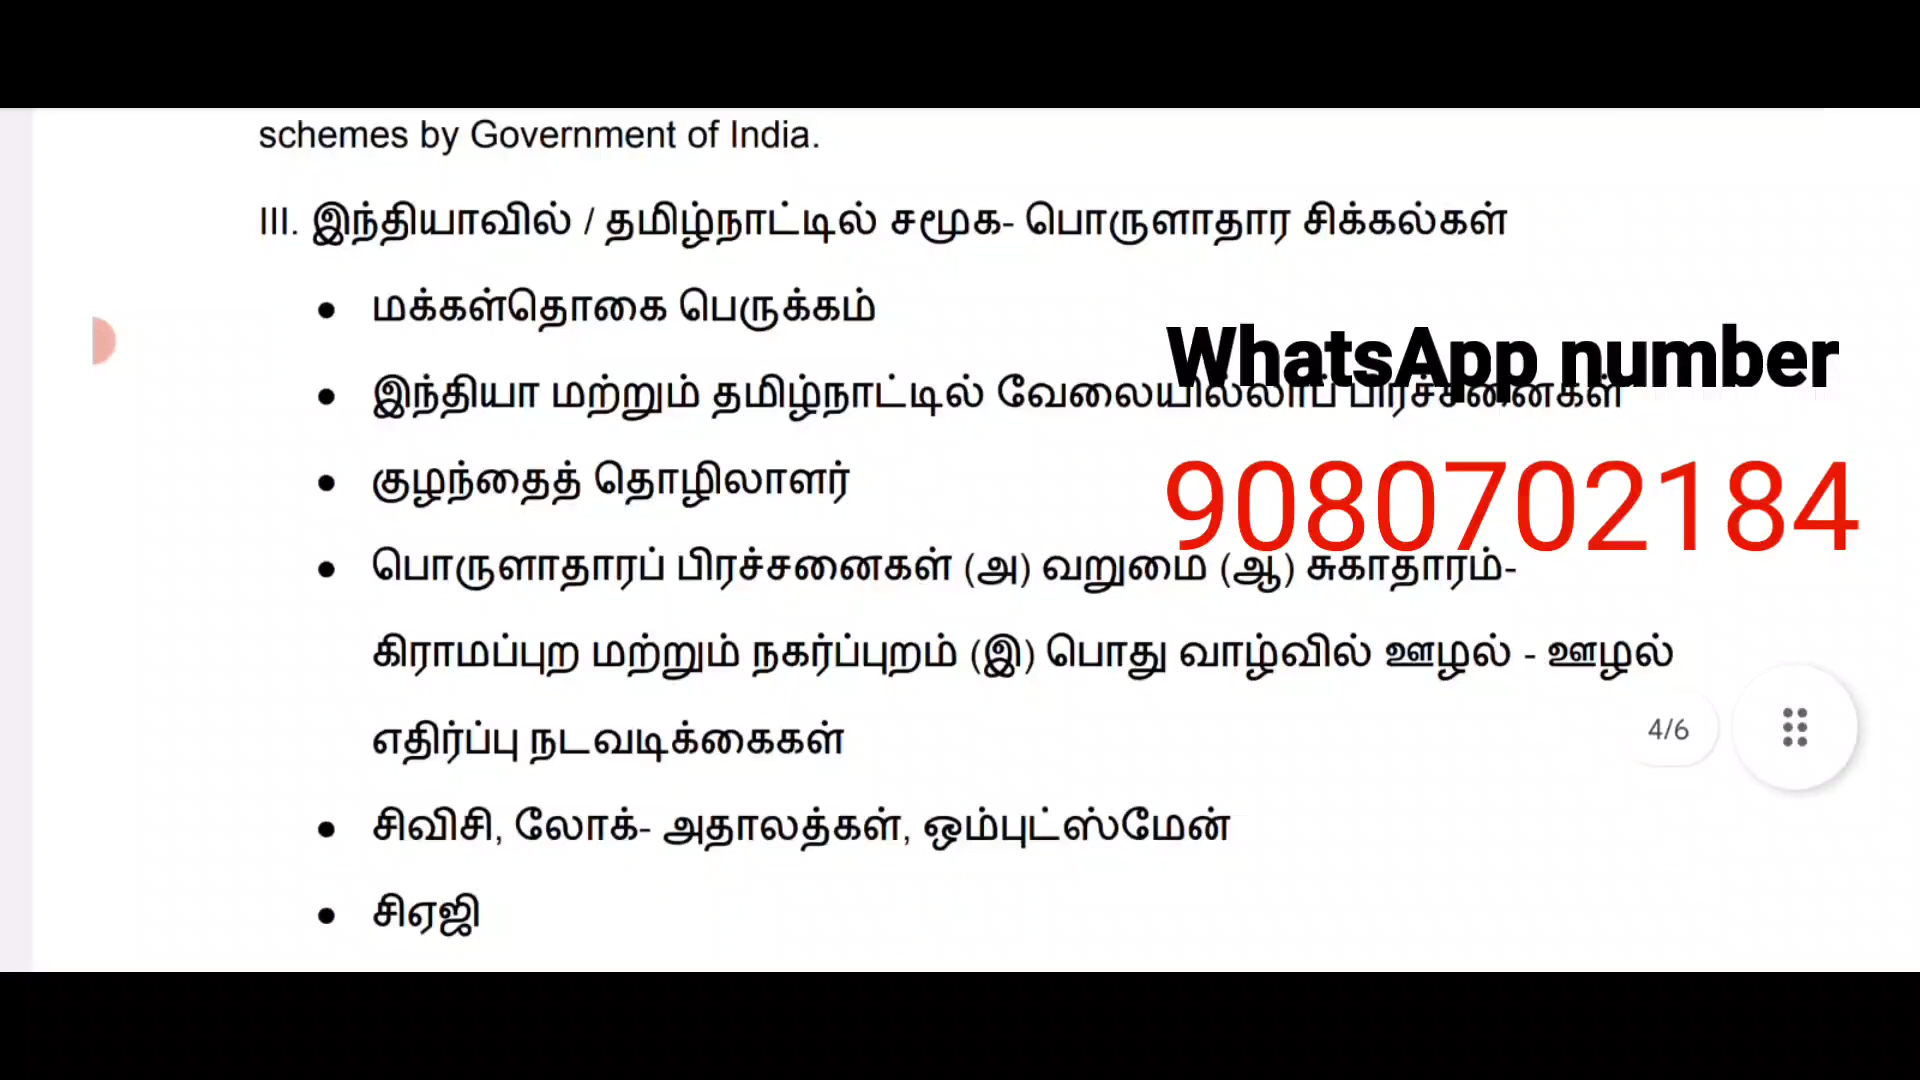 schemes by Government of India.
III. இந்தியாவில் / தமிழ்நாட்டில் சமூக- பொருளாதார சிக்கல்கள்
• மக்கள்தொகை பெருக்கம்
WhatsApp number
• இந்தியா மற்றும் தமிழ்நாட்டில் வேலையில்லாப் பிரச்சனைகள்
• குழந்தைத் தொழிலாளர்
9080702184
• பொருளாதாரப் பிரச்சனைகள் (அ) வறுமை (ஆ) சுகாதாரம்-
கிராமப்புற மற்றும் நகர்ப்புறம் (இ) பொது வாழ்வில் ஊழல் - ஊழல்
4/6
எதிர்ப்பு நடவடிக்கைகள்
• சிவிசி, லோக்- அதாலத்கள், ஒம்புட்ஸ்மேன்
• சிஏஜி